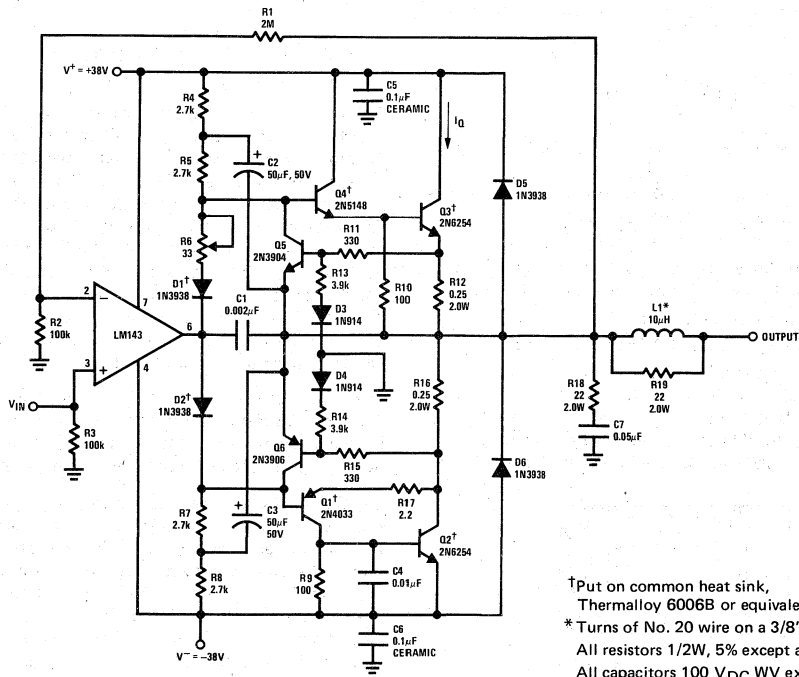 R1
2M
V+ = +38V
R4
2.7k
C5
0.1μF
CERAMIC
IQ
R5
2.7k
+
C2
50μF, 50V
Q4†
2N5148
Q3†
2N6254
D5
1N3938
R6
33
Q5
2N3904
R11
330
D1†
1N3938
R13
3.9k
R10
100
R12
0.25
2.0W
C1
0.002μF
D3
1N914
2
−
7
LM143
6
3
+
4
R2
100k
L1*
10μH
OUTPUT
VIN
R3
100k
D2†
1N3938
D4
1N914
R16
0.25
2.0W
R18
22
2.0W
R19
22
2.0W
R14
3.9k
C7
0.05μF
Q6
2N3906
R15
330
D6
1N3938
R7
2.7k
+
C3
50μF
50V
Q1†
2N4033
R17
2.2
Q2†
2N6254
R8
2.7k
R9
100
C4
0.01μF
C6
0.1μF
CERAMIC
V− = −38V
†Put on common heat sink,
Thermalloy 6006B or equivale
* Turns of No. 20 wire on a 3/8"
All resistors 1/2W, 5% except a
All capacitors 100 VDC WV ex